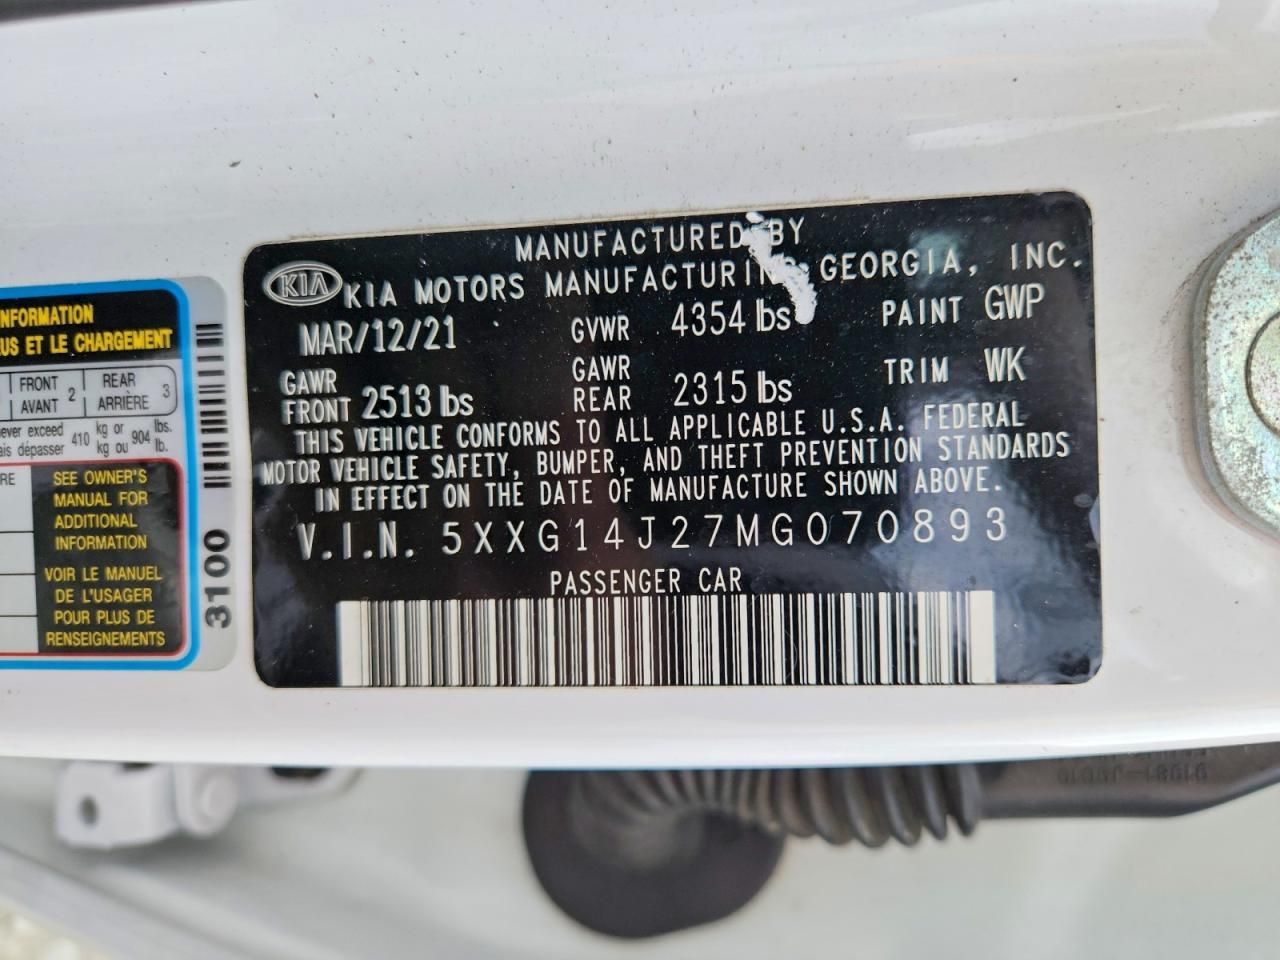 MANUFACTURED BY
KIA KIA MOTORS MANUFACTURING GEORGIA, INC.
MAR/12/21 GVWR 4354 lbs PAINT GWP
GAWR FRONT 2513 lbs GAWR REAR 2315 lbs TRIM WK
THIS VEHICLE CONFORMS TO ALL APPLICABLE U.S.A. FEDERAL
MOTOR VEHICLE SAFETY, BUMPER, AND THEFT PREVENTION STANDARDS
IN EFFECT ON THE DATE OF MANUFACTURE SHOWN ABOVE.
V.I.N. 5XXG14J27MG070893
PASSENGER CAR
INFORMATION
ET LE CHARGEMENT
FRONT AVANT 2 REAR ARRIÈRE 3
never exceed 410 kg or 904 lbs.
dépasser kg ou lb.
SEE OWNER'S
MANUAL FOR
ADDITIONAL
INFORMATION
VOIR LE MANUEL
DE L'USAGER
POUR PLUS DE
RENSEIGNEMENTS
3100